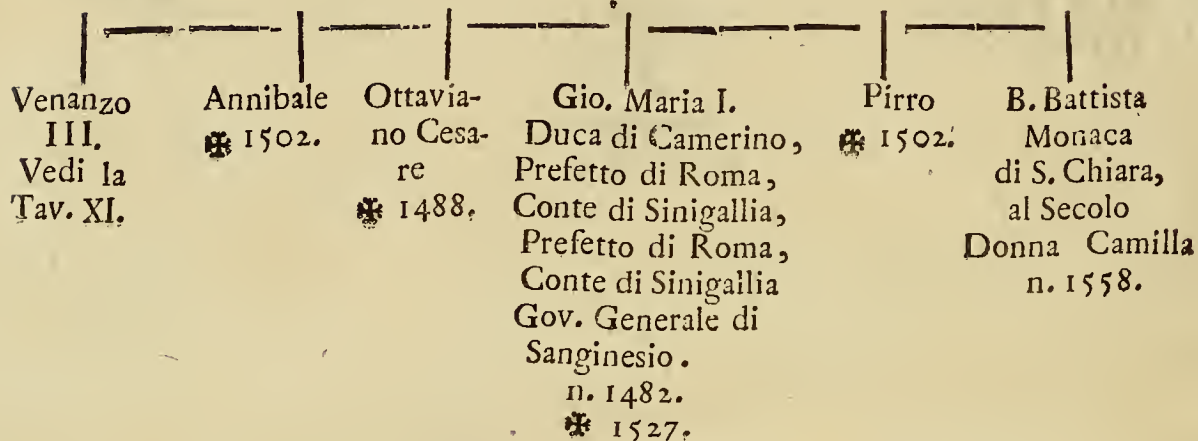 Venanzo
III.
Vedi la
Tav. XI.
Annibale
✠ 1502.
Ottavia-
no Cesa-
re
✠ 1488.
Gio. Maria I.
Duca di Camerino,
Prefetto di Roma,
Conte di Sinigallia,
Prefetto di Roma,
Conte di Sinigallia
Gov. Generale di
Sanginesio.
n. 1482.
✠ 1527.
Pirro
✠ 1502.
B. Battista
Monaca
di S. Chiara,
al Secolo
Donna Camilla
n. 1558.